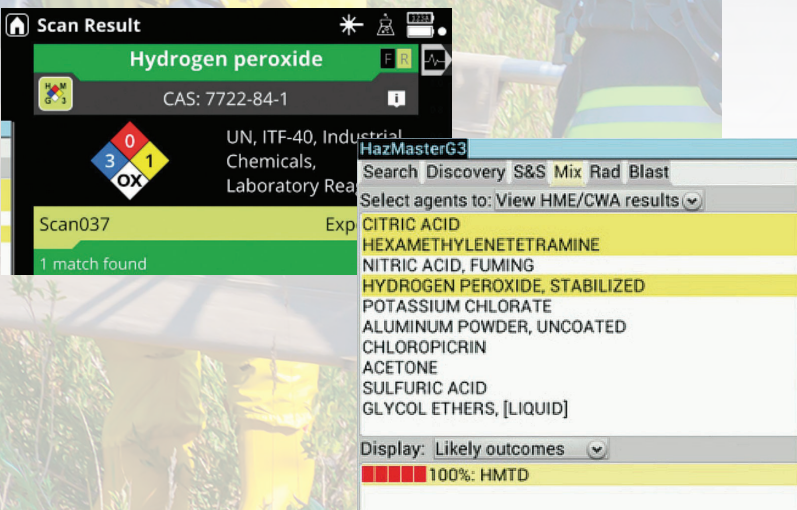 Scan Result
3238
Hydrogen peroxide
F R
H M
G 3
CAS: 7722-84-1
i
0
3 1
OX
UN, ITF-40, Industrial
Chemicals,
Laboratory Rea
Scan037 Exp
1 match found
HazMasterG3
Search Discovery S&S Mix Rad Blast
Select agents to: View HME/CWA results
CITRIC ACID
HEXAMETHYLENETETRAMINE
NITRIC ACID, FUMING
HYDROGEN PEROXIDE, STABILIZED
POTASSIUM CHLORATE
ALUMINUM POWDER, UNCOATED
CHLOROPICRIN
ACETONE
SULFURIC ACID
GLYCOL ETHERS, [LIQUID]
Display: Likely outcomes
100%: HMTD